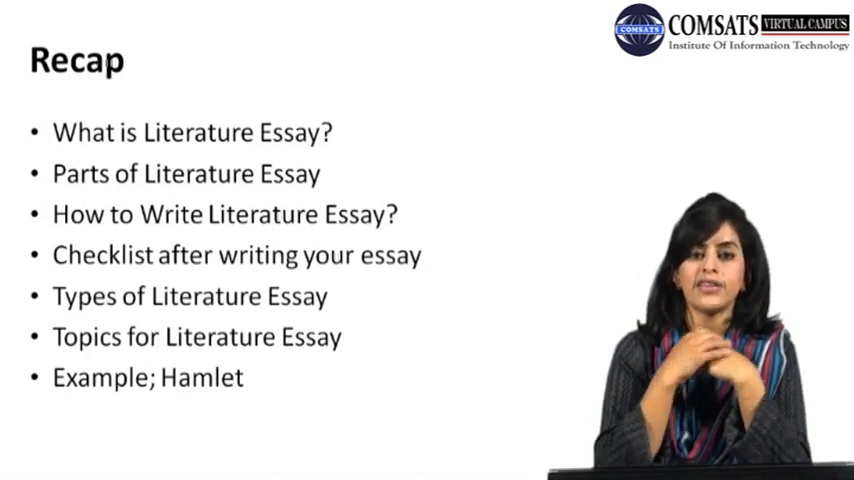 COMSATS VIRTUAL CAMPUS
COMSATS
Institute Of Information Technology
Recap
• What is Literature Essay?
• Parts of Literature Essay
• How to Write Literature Essay?
• Checklist after writing your essay
• Types of Literature Essay
• Topics for Literature Essay
• Example; Hamlet